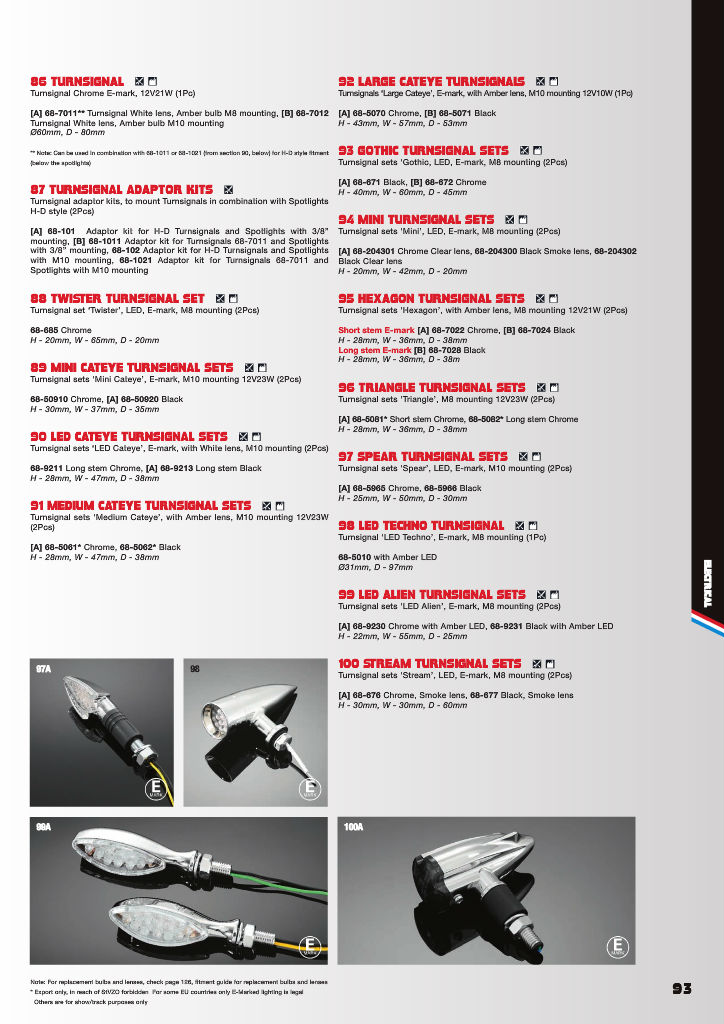 86 TURNSIGNAL
Turnsignal Chrome E-mark, 12V21W (1Pc)
[A] 68-7011** Turnsignal White lens, Amber bulb M8 mounting, [B] 68-7012
Turnsignal White lens, Amber bulb M10 mounting
Ø60mm, D - 80mm
** Note: Can be used in combination with 68-1011 or 68-1021 (from section 90, below) for H-D style fitment
(below the spotlights)
87 TURNSIGNAL ADAPTOR KITS
Turnsignal adaptor kits, to mount Turnsignals in combination with Spotlights
H-D style (2Pcs)
[A] 68-101 Adaptor kit for H-D Turnsignals and Spotlights with 3/8"
mounting, [B] 68-1011 Adaptor kit for Turnsignals 68-7011 and Spotlights
with 3/8" mounting, 68-102 Adaptor kit for H-D Turnsignals and Spotlights
with M10 mounting, 68-1021 Adaptor kit for Turnsignals 68-7011 and
Spotlights with M10 mounting
88 TWISTER TURNSIGNAL SET
Turnsignal set 'Twister', LED, E-mark, M8 mounting (2Pcs)
68-685 Chrome
H - 20mm, W - 65mm, D - 20mm
89 MINI CATEYE TURNSIGNAL SETS
Turnsignal sets 'Mini Cateye', E-mark, M10 mounting 12V23W (2Pcs)
68-50910 Chrome, [A] 68-50920 Black
H - 30mm, W - 37mm, D - 35mm
90 LED CATEYE TURNSIGNAL SETS
Turnsignal sets 'LED Cateye', E-mark, with White lens, M10 mounting (2Pcs)
68-9211 Long stem Chrome, [A] 68-9213 Long stem Black
H - 28mm, W - 47mm, D - 38mm
91 MEDIUM CATEYE TURNSIGNAL SETS
Turnsignal sets 'Medium Cateye', with Amber lens, M10 mounting 12V23W
(2Pcs)
[A] 68-5061* Chrome, 68-5062* Black
H - 28mm, W - 47mm, D - 38mm
92 LARGE CATEYE TURNSIGNALS
Turnsignals 'Large Cateye', E-mark, with Amber lens, M10 mounting 12V10W (1Pc)
[A] 68-5070 Chrome, [B] 68-5071 Black
H - 43mm, W - 57mm, D - 53mm
93 GOTHIC TURNSIGNAL SETS
Turnsignal sets 'Gothic, LED, E-mark, M8 mounting (2Pcs)
[A] 68-671 Black, [B] 68-672 Chrome
H - 40mm, W - 60mm, D - 45mm
94 MINI TURNSIGNAL SETS
Turnsignal sets 'Mini', LED, E-mark, M8 mounting (2Pcs)
[A] 68-204301 Chrome Clear lens, 68-204300 Black Smoke lens, 68-204302
Black Clear lens
H - 20mm, W - 42mm, D - 20mm
95 HEXAGON TURNSIGNAL SETS
Turnsignal sets 'Hexagon', with Amber lens, M8 mounting 12V21W (2Pcs)
Short stem E-mark [A] 68-7022 Chrome, [B] 68-7024 Black
H - 28mm, W - 36mm, D - 38mm
Long stem E-mark [B] 68-7028 Black
H - 28mm, W - 36mm, D - 38m
96 TRIANGLE TURNSIGNAL SETS
Turnsignal sets 'Triangle', M8 mounting 12V23W (2Pcs)
[A] 68-5081* Short stem Chrome, 68-5082* Long stem Chrome
H - 28mm, W - 36mm, D - 38mm
97 SPEAR TURNSIGNAL SETS
Turnsignal sets 'Spear', LED, E-mark, M10 mounting (2Pcs)
[A] 68-5965 Chrome, 68-5966 Black
H - 25mm, W - 50mm, D - 30mm
98 LED TECHNO TURNSIGNAL
Turnsignal 'LED Techno', E-mark, M8 mounting (1Pc)
68-5010 with Amber LED
Ø31mm, D - 97mm
99 LED ALIEN TURNSIGNAL SETS
Turnsignal sets 'LED Alien', E-mark, M8 mounting (2Pcs)
[A] 68-9230 Chrome with Amber LED, 68-9231 Black with Amber LED
H - 22mm, W - 55mm, D - 25mm
100 STREAM TURNSIGNAL SETS
Turnsignal sets 'Stream', LED, E-mark, M8 mounting (2Pcs)
[A] 68-676 Chrome, Smoke lens, 68-677 Black, Smoke lens
H - 30mm, W - 30mm, D - 60mm
ELECTRICAL
97A
E
MARK
98
E
MARK
99A
E
MARK
100A
E
MARK
Note: For replacement bulbs and lenses, check page 126, fitment guide for replacement bulbs and lenses
* Export only, in reach of StVZO forbidden For some EU countries only E-Marked lighting is legal
Others are for show/track purposes only
93